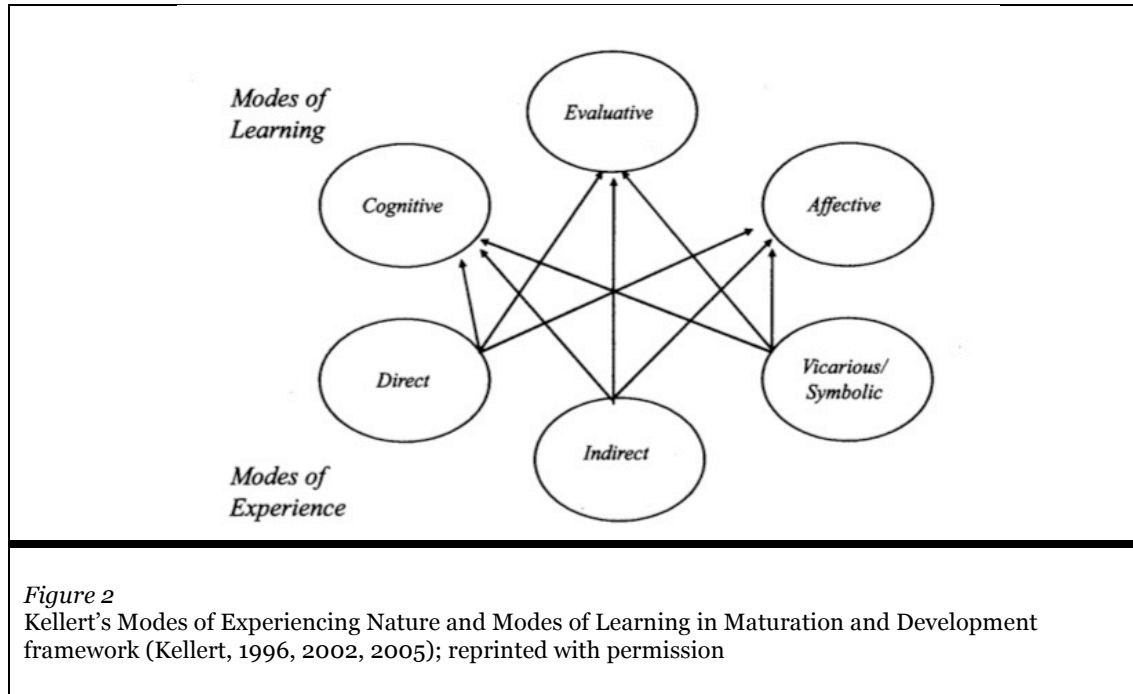 Modes of
Learning
Evaluative
Cognitive
Affective
Direct
Vicarious/
Symbolic
Indirect
Modes of
Experience
Figure 2
Kellert’s Modes of Experiencing Nature and Modes of Learning in Maturation and Development
framework (Kellert, 1996, 2002, 2005); reprinted with permission